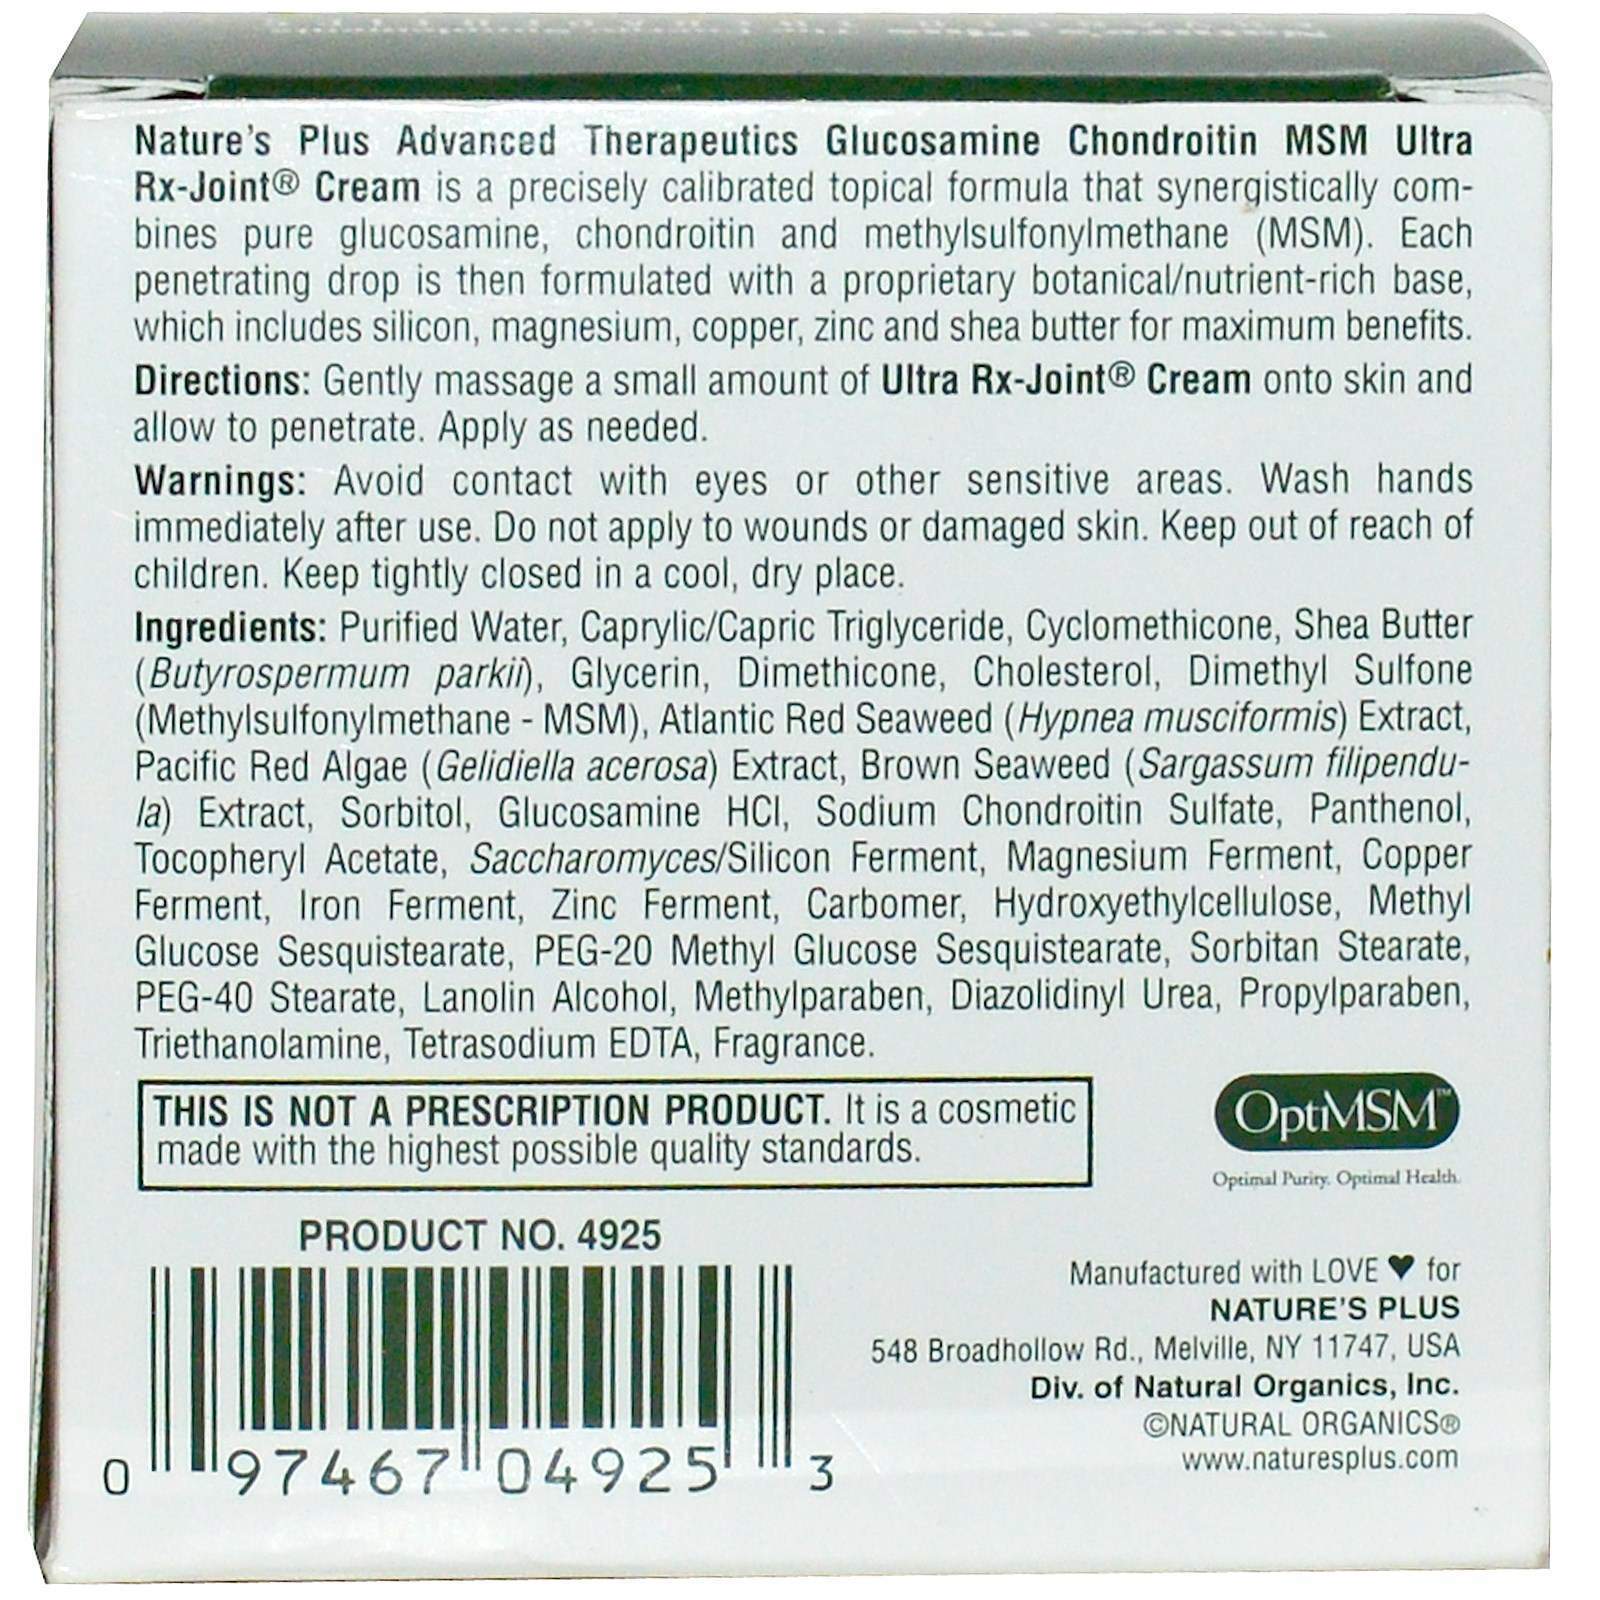 Nature's Plus Advanced Therapeutics Glucosamine Chondroitin MSM Ultra
Rx-Joint® Cream is a precisely calibrated topical formula that synergistically com-
bines pure glucosamine, chondroitin and methylsulfonylmethane (MSM). Each
penetrating drop is then formulated with a proprietary botanical/nutrient-rich base,
which includes silicon, magnesium, copper, zinc and shea butter for maximum benefits.
Directions: Gently massage a small amount of Ultra Rx-Joint® Cream onto skin and
allow to penetrate. Apply as needed.
Warnings: Avoid contact with eyes or other sensitive areas. Wash hands
immediately after use. Do not apply to wounds or damaged skin. Keep out of reach of
children. Keep tightly closed in a cool, dry place.
Ingredients: Purified Water, Caprylic/Capric Triglyceride, Cyclomethicone, Shea Butter
(Butyrospermum parkii), Glycerin, Dimethicone, Cholesterol, Dimethyl Sulfone
(Methylsulfonylmethane - MSM), Atlantic Red Seaweed (Hypnea musciformis) Extract,
Pacific Red Algae (Gelidiella acerosa) Extract, Brown Seaweed (Sargassum filipendu-
la) Extract, Sorbitol, Glucosamine HCl, Sodium Chondroitin Sulfate, Panthenol,
Tocopheryl Acetate, Saccharomyces/Silicon Ferment, Magnesium Ferment, Copper
Ferment, Iron Ferment, Zinc Ferment, Carbomer, Hydroxyethylcellulose, Methyl
Glucose Sesquistearate, PEG-20 Methyl Glucose Sesquistearate, Sorbitan Stearate,
PEG-40 Stearate, Lanolin Alcohol, Methylparaben, Diazolidinyl Urea, Propylparaben,
Triethanolamine, Tetrasodium EDTA, Fragrance.
THIS IS NOT A PRESCRIPTION PRODUCT. It is a cosmetic
made with the highest possible quality standards.
OptiMSM™
Optimal Purity. Optimal Health.
PRODUCT NO. 4925
0 97467 04925 3
Manufactured with LOVE ♥ for
NATURE'S PLUS
548 Broadhollow Rd., Melville, NY 11747, USA
Div. of Natural Organics, Inc.
©NATURAL ORGANICS®
www.naturesplus.com